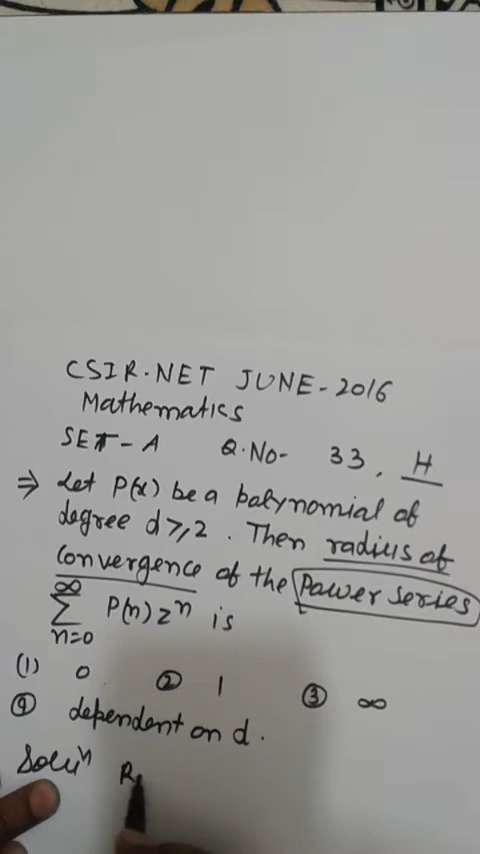 CSIR.NET JUNE-2016
Mathematics
SET-A Q.No- 33, H
⇒ Let P(x) be a polynomial of
degree d≥2. Then radius of
convergence of the Power series
∞
∑ P(n) zⁿ is
n=0
(1) 0 ② 1 ③ ∞
④ dependent on d.
Soluⁿ R